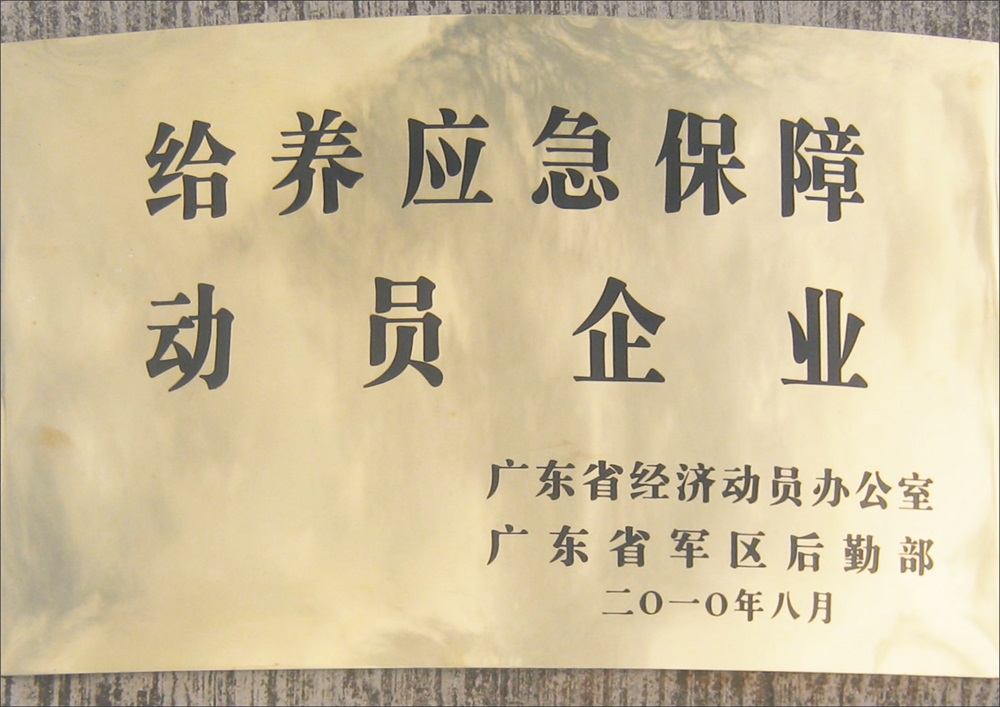 给养应急保障
动员企业
广东省经济动员办公室
广东省军区后勤部
二〇一〇年八月